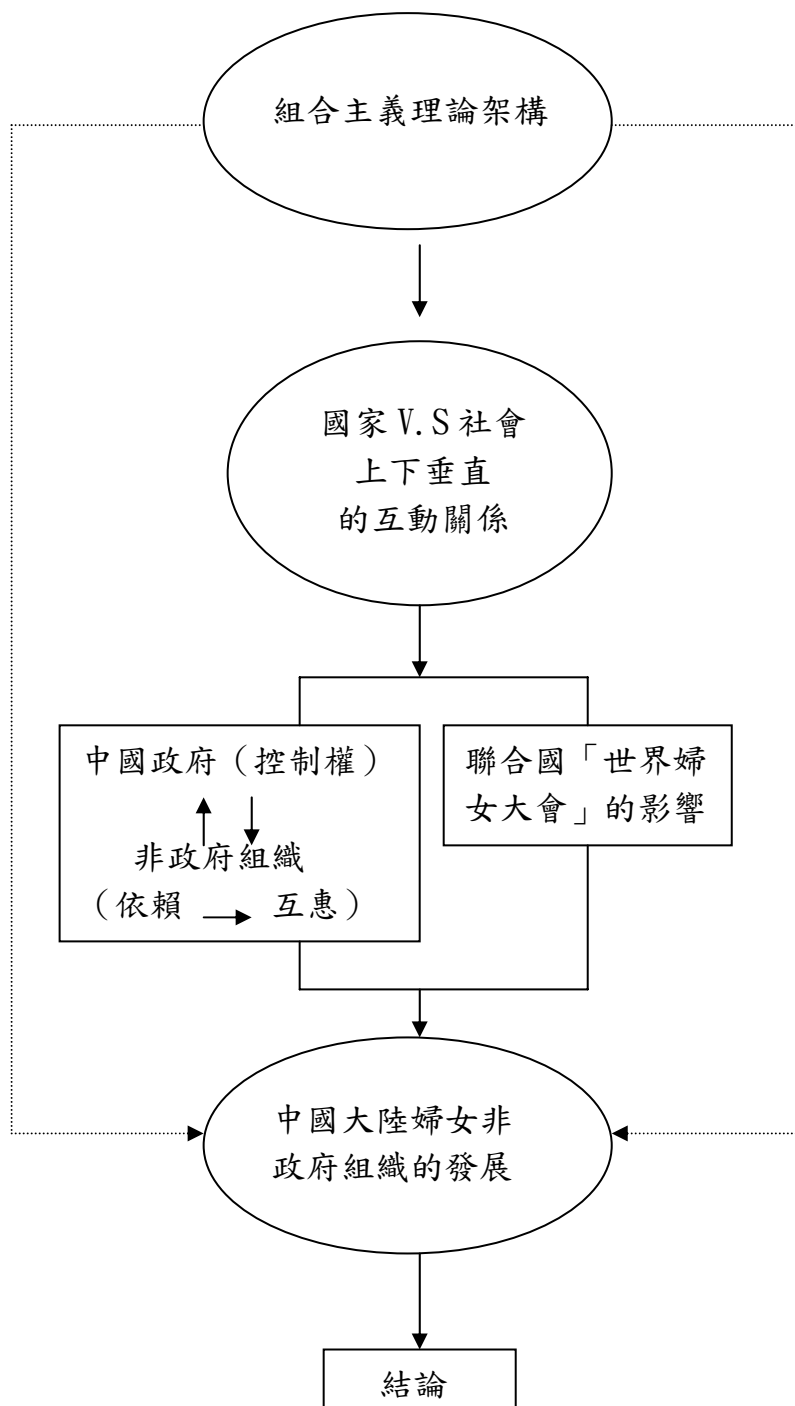 組合主義理論架構
國家 V.S 社會
上下垂直
的互動關係
中國政府（控制權）
非政府組織
（依賴 互惠）
聯合國「世界婦
女大會」的影響
中國大陸婦女非
政府組織的發展
結論